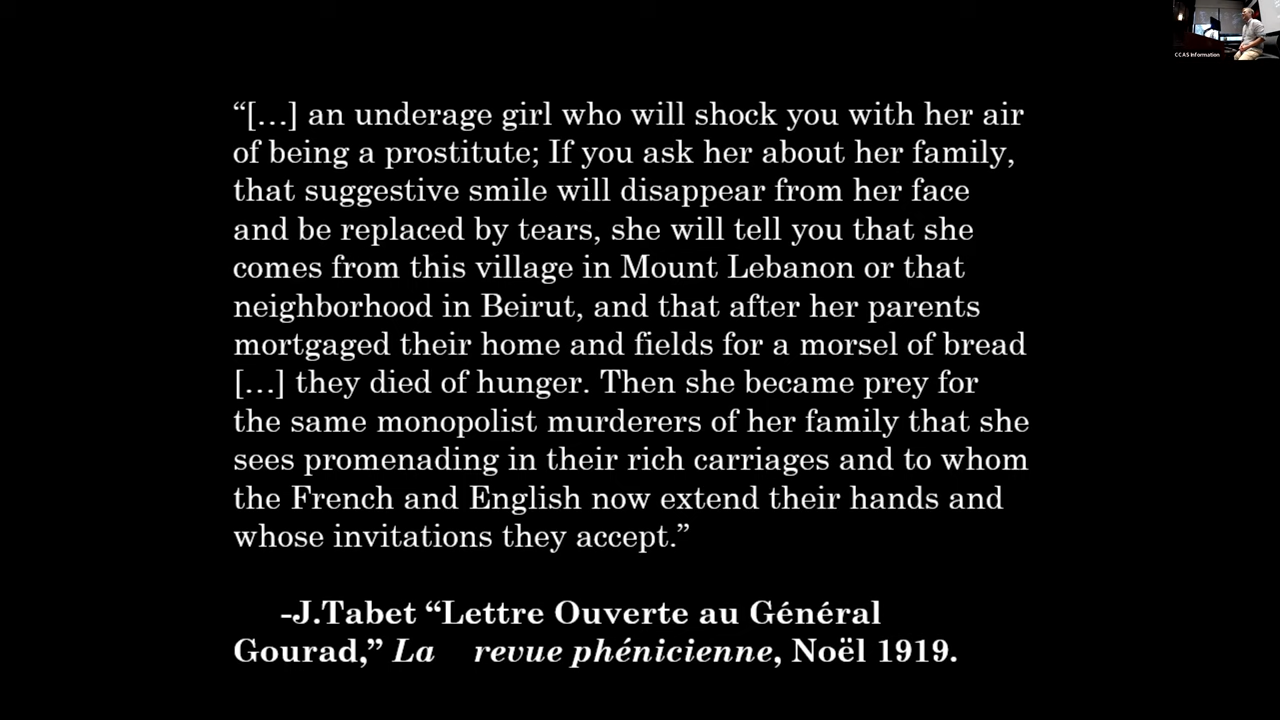 “[…] an underage girl who will shock you with her air
of being a prostitute; If you ask her about her family,
that suggestive smile will disappear from her face
and be replaced by tears, she will tell you that she
comes from this village in Mount Lebanon or that
neighborhood in Beirut, and that after her parents
mortgaged their home and fields for a morsel of bread
[…] they died of hunger. Then she became prey for
the same monopolist murderers of her family that she
sees promenading in their rich carriages and to whom
the French and English now extend their hands and
whose invitations they accept.”
-J.Tabet “Lettre Ouverte au Général
Gourad,” La revue phénicienne, Noël 1919.
CCAS Information